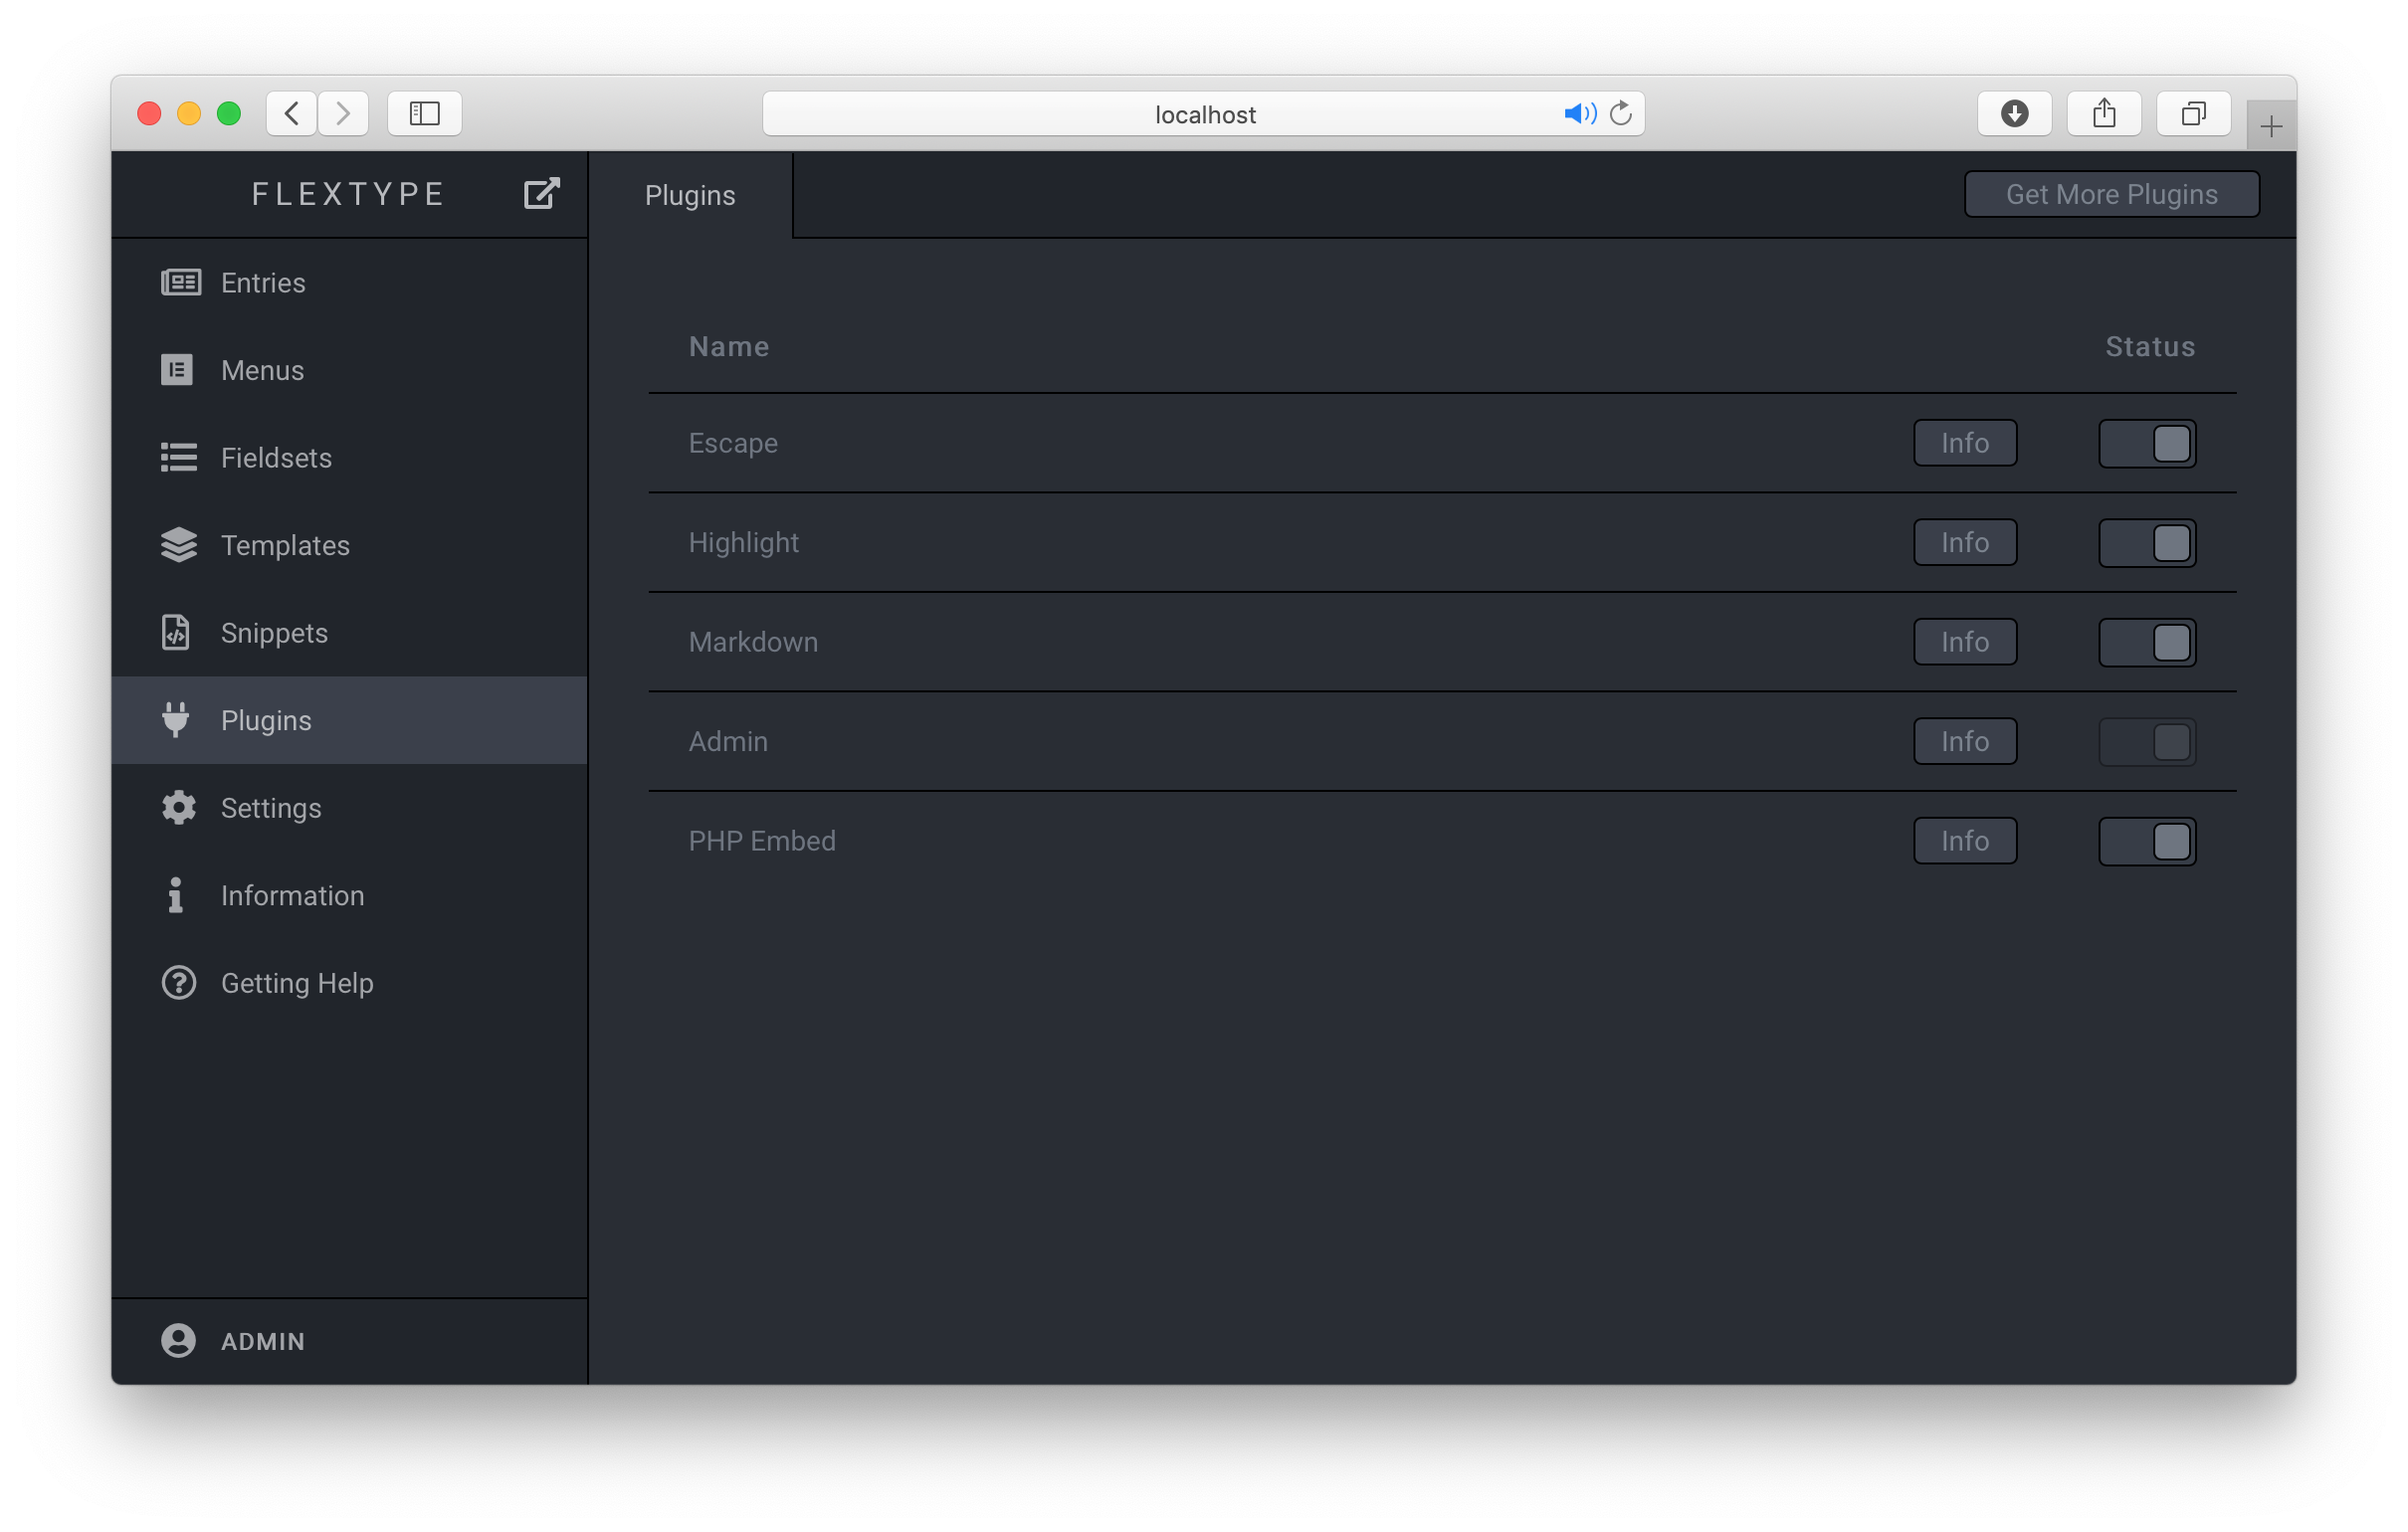 localhost
FLEXTYPE
Plugins
Get More Plugins
Entries
Menus
Fieldsets
Templates
Snippets
Plugins
Settings
Information
Getting Help
ADMIN
Name Status
Escape Info
Highlight Info
Markdown Info
Admin Info
PHP Embed Info